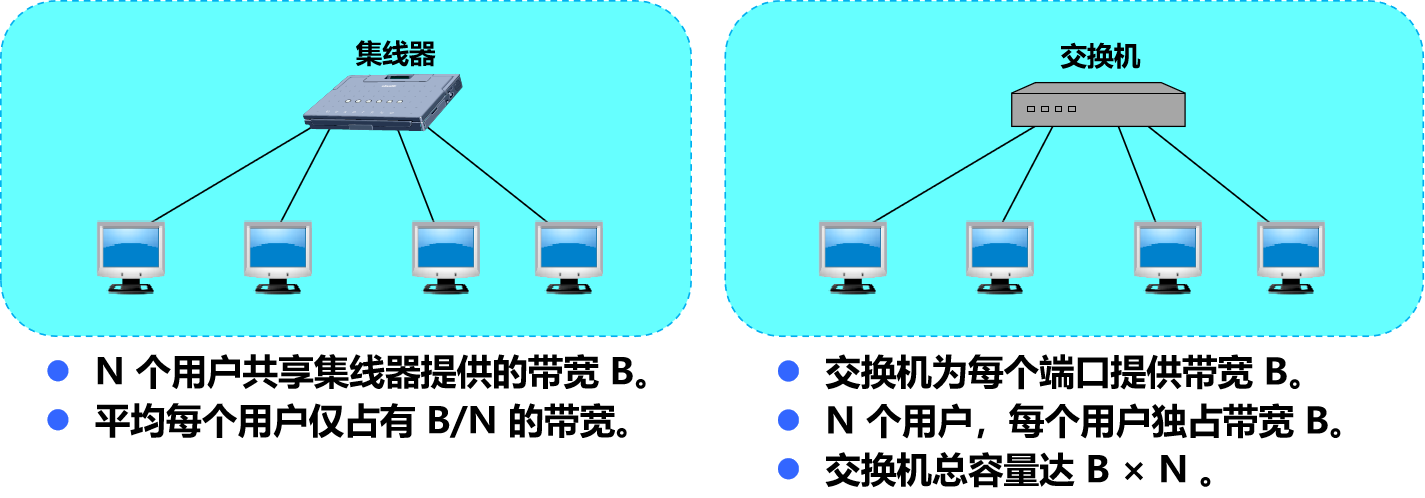 集线器
N 个用户共享集线器提供的带宽 B。
平均每个用户仅占有 B/N 的带宽。
交换机
交换机为每个端口提供带宽 B。
N 个用户，每个用户独占带宽 B。
交换机总容量达 B × N 。